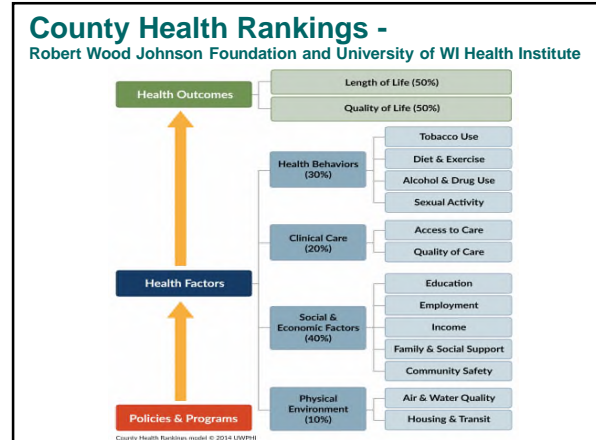 County Health Rankings -
Robert Wood Johnson Foundation and University of WI Health Institute
Health Outcomes
Length of Life (50%)
Quality of Life (50%)
Health Factors
Health Behaviors
(30%)
Tobacco Use
Diet & Exercise
Alcohol & Drug Use
Sexual Activity
Clinical Care
(20%)
Access to Care
Quality of Care
Social &
Economic Factors
(40%)
Education
Employment
Income
Family & Social Support
Community Safety
Physical
Environment
(10%)
Air & Water Quality
Housing & Transit
Policies & Programs
County Health Rankings model © 2014 UWPHI